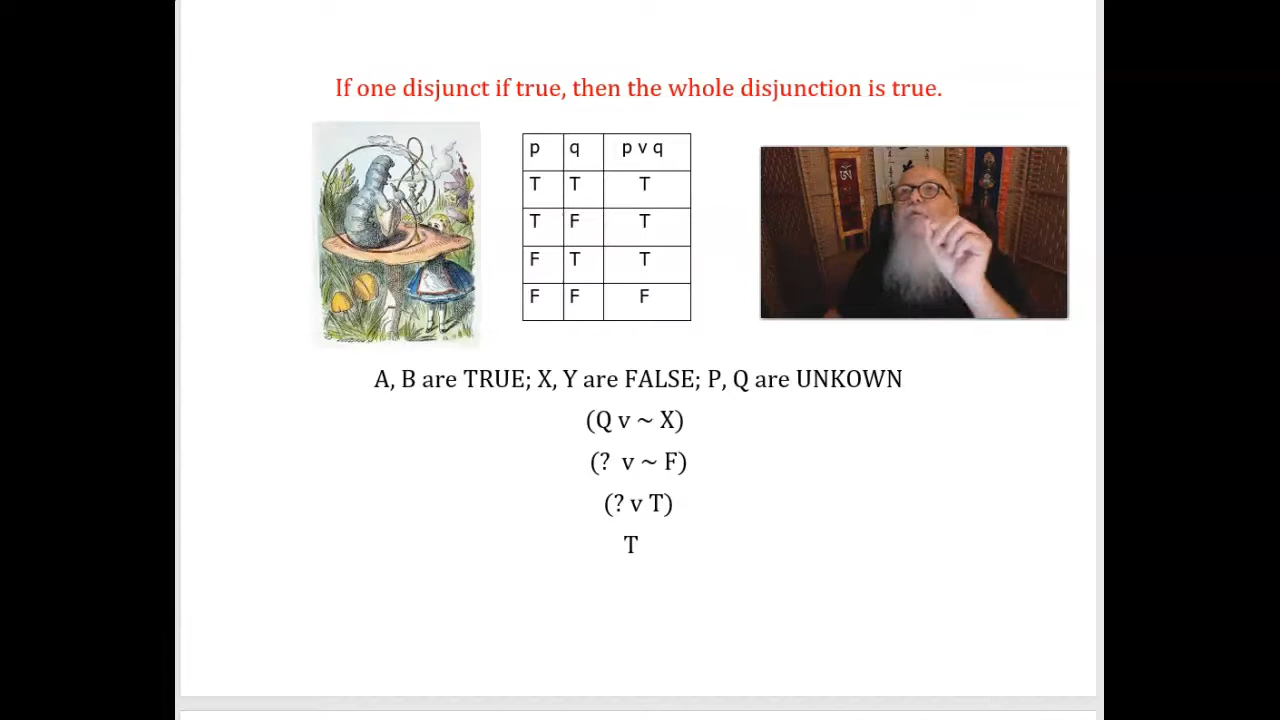 If one disjunct if true, then the whole disjunction is true.
p q p v q
T T T
T F T
F T T
F F F
A, B are TRUE; X, Y are FALSE; P, Q are UNKOWN
(Q v ~ X)
(? v ~ F)
(? v T)
T